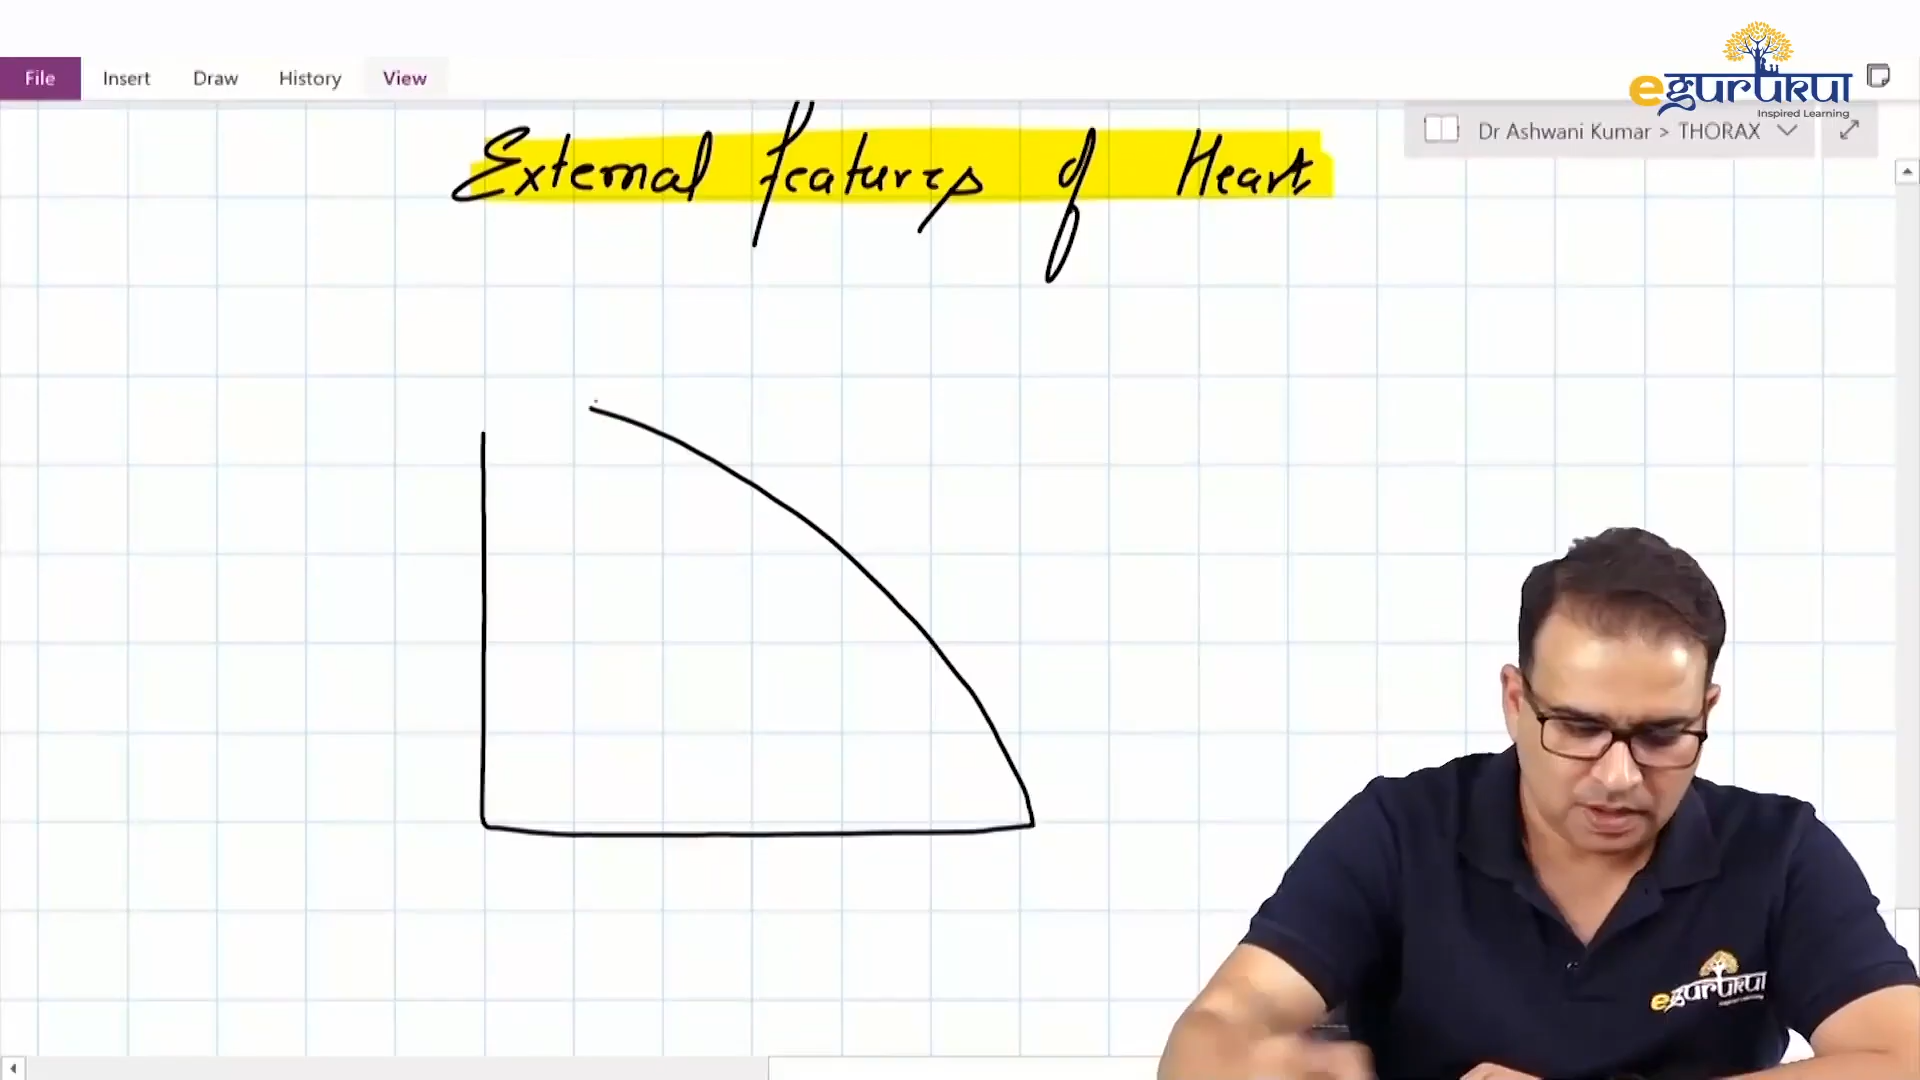 egurukul
Inspired Learning
File Insert Draw History View
Dr Ashwani Kumar > THORAX
External features of Heart
egurukul